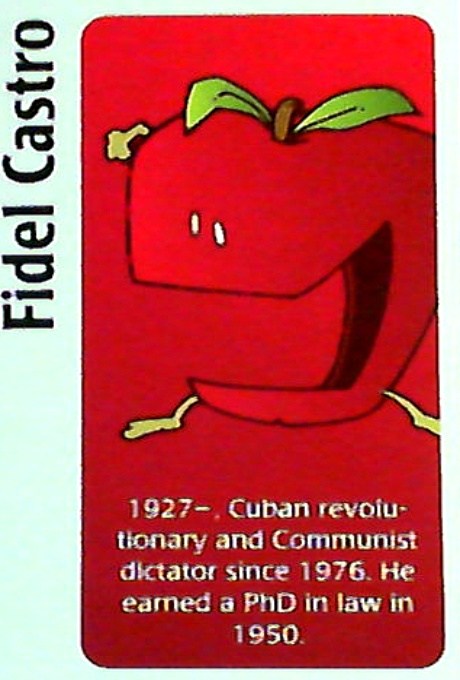 Fidel Castro
1927–. Cuban revolu-
tionary and Communist
dictator since 1976. He
earned a PhD in law in
1950.